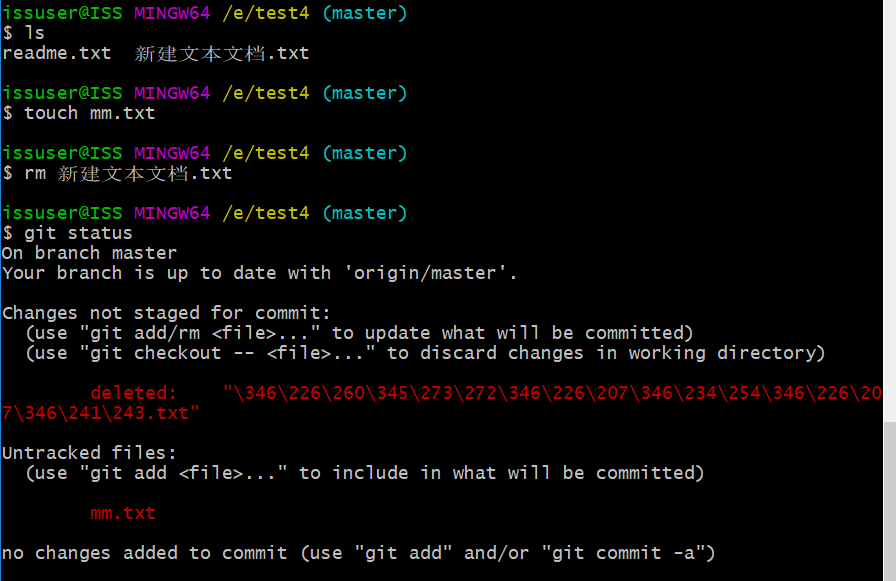 issuser@ISS MINGW64 /e/test4 (master)
$ ls
readme.txt  新建文本文档.txt
issuser@ISS MINGW64 /e/test4 (master)
$ touch mm.txt
issuser@ISS MINGW64 /e/test4 (master)
$ rm 新建文本文档.txt
issuser@ISS MINGW64 /e/test4 (master)
$ git status
On branch master
Your branch is up to date with 'origin/master'.
Changes not staged for commit:
  (use "git add/rm <file>..." to update what will be committed)
  (use "git checkout -- <file>..." to discard changes in working directory)
        deleted:    "\346\226\260\345\273\272\346\226\207\346\234\254\346\226\20
7\346\241\243.txt"
Untracked files:
  (use "git add <file>..." to include in what will be committed)
        mm.txt
no changes added to commit (use "git add" and/or "git commit -a")